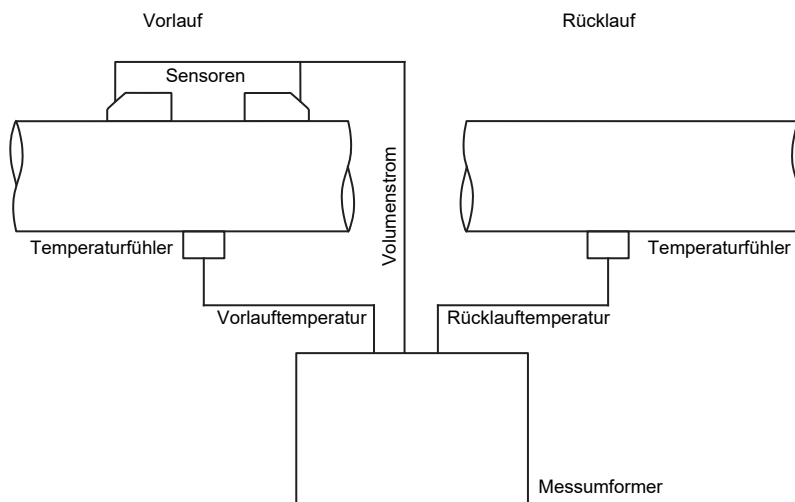 Vorlauf
Rücklauf
Sensoren
Volumenstrom
Temperaturfühler
Temperaturfühler
Vorlauftemperatur
Rücklauftemperatur
Messumformer